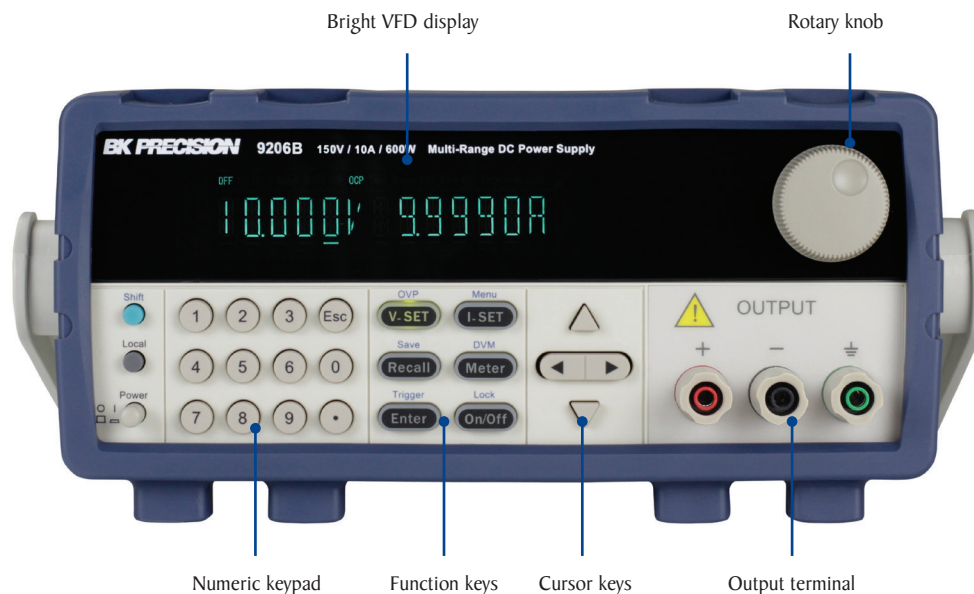 Bright VFD display
Rotary knob
BK PRECISION 9206B 150V / 10A / 600W Multi-Range DC Power Supply
OFF OCP
10.000V 9.9990A
Shift
Local
Power
O I
1 2 3 Esc
4 5 6 0
7 8 9 .
OVP Menu
V-SET I-SET
Save DVM
Recall Meter
Trigger Lock
Enter On/Off
OUTPUT
+ −
Numeric keypad
Function keys
Cursor keys
Output terminal